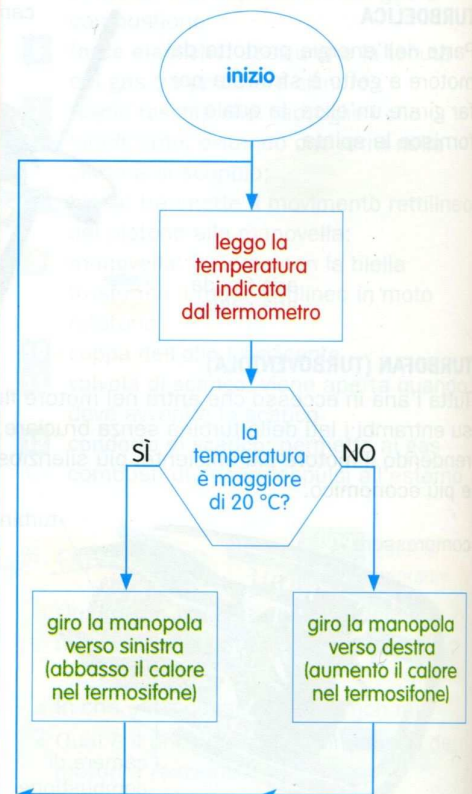 inizio
leggo la
temperatura
indicata
dal termometro
la
temperatura
è maggiore
di 20 °C?
SÌ
NO
giro la manopola
verso sinistra
(abbasso il calore
nel termosifone)
giro la manopola
verso destra
(aumento il calore
nel termosifone)